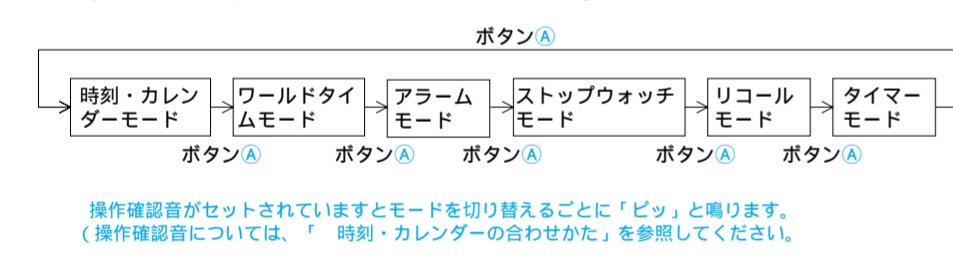 ボタンⒶ
時刻・カレン
ダーモード
ワールドタイ
ムモード
アラーム
モード
ストップウォッチ
モード
リコール
モード
タイマー
モード
ボタンⒶ
ボタンⒶ
ボタンⒶ
ボタンⒶ
ボタンⒶ
操作確認音がセットされていますとモードを切り替えるごとに「ピッ」と鳴ります。
(操作確認音については、「 時刻・カレンダーの合わせかた」を参照してください。